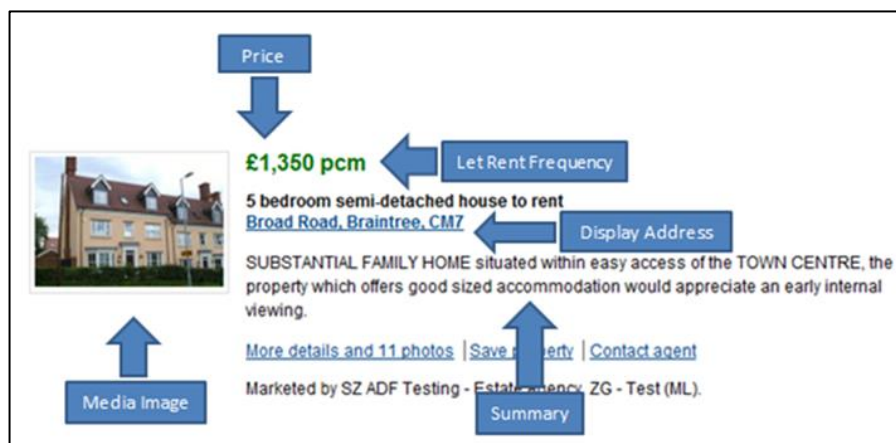 Price
£1,350 pcm
Let Rent Frequency
5 bedroom semi-detached house to rent
Broad Road, Braintree, CM7
Display Address
SUBSTANTIAL FAMILY HOME situated within easy access of the TOWN CENTRE, the
property which offers good sized accommodation would appreciate an early internal
viewing.
More details and 11 photos | Save property | Contact agent
Marketed by SZ ADF Testing - Estate Agency, ZG - Test (ML).
Media Image
Summary